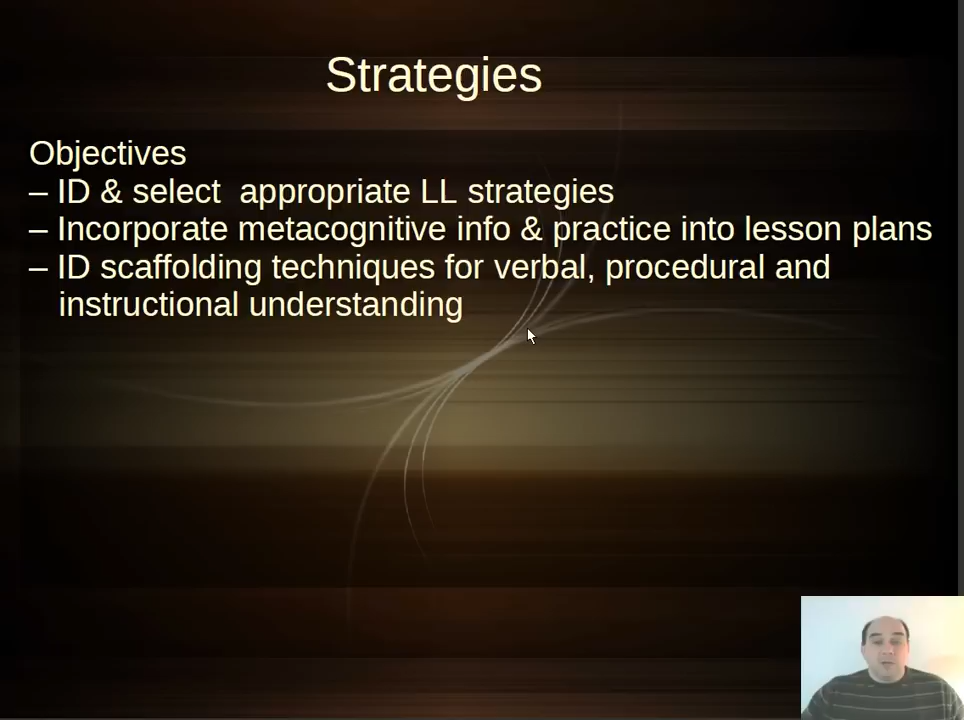 Strategies
Objectives
– ID & select  appropriate LL strategies
– Incorporate metacognitive info & practice into lesson plans
– ID scaffolding techniques for verbal, procedural and
instructional understanding